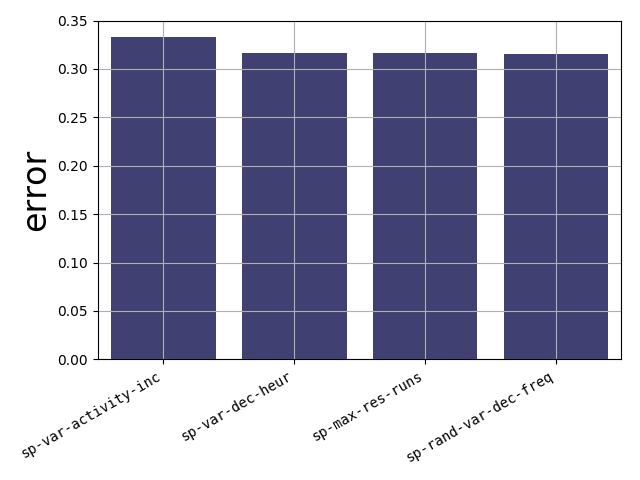 0.35
0.30
0.25
0.20
0.15
0.10
0.05
0.00
error
sp-var-activity-inc
sp-var-dec-heur
sp-max-res-runs
sp-rand-var-dec-freq